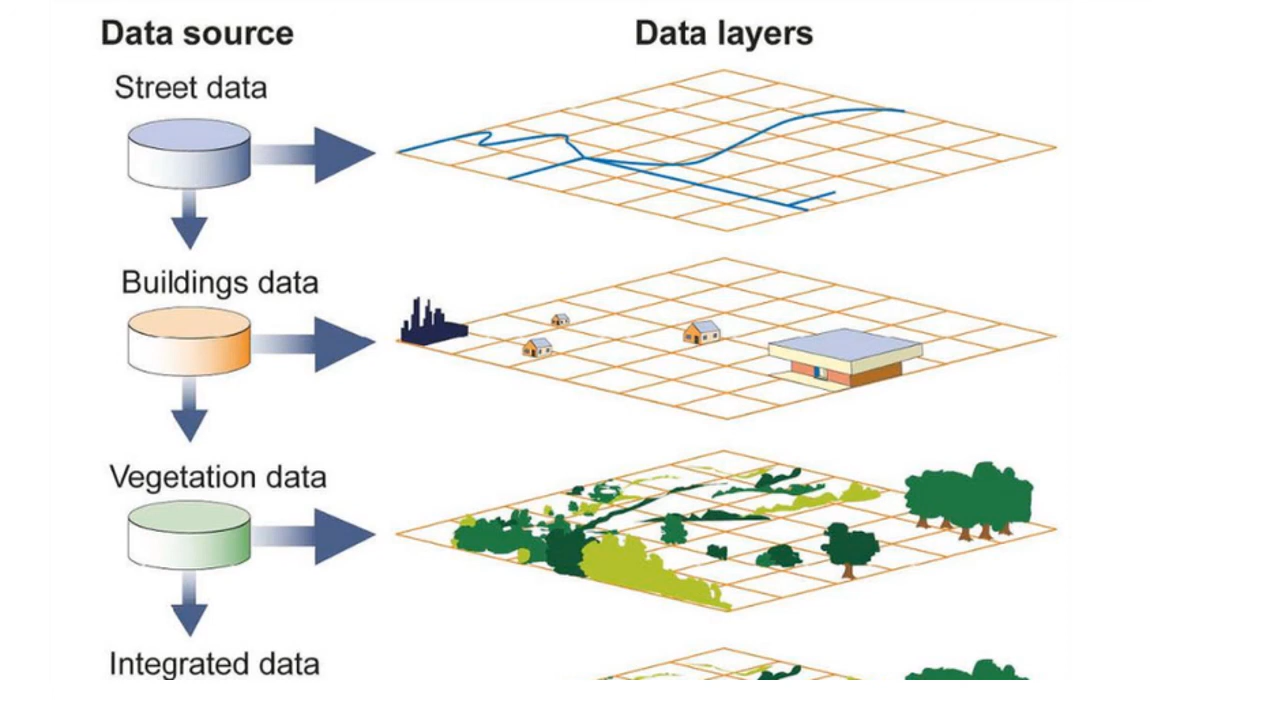 Data source
Data layers
Street data
Buildings data
Vegetation data
Integrated data